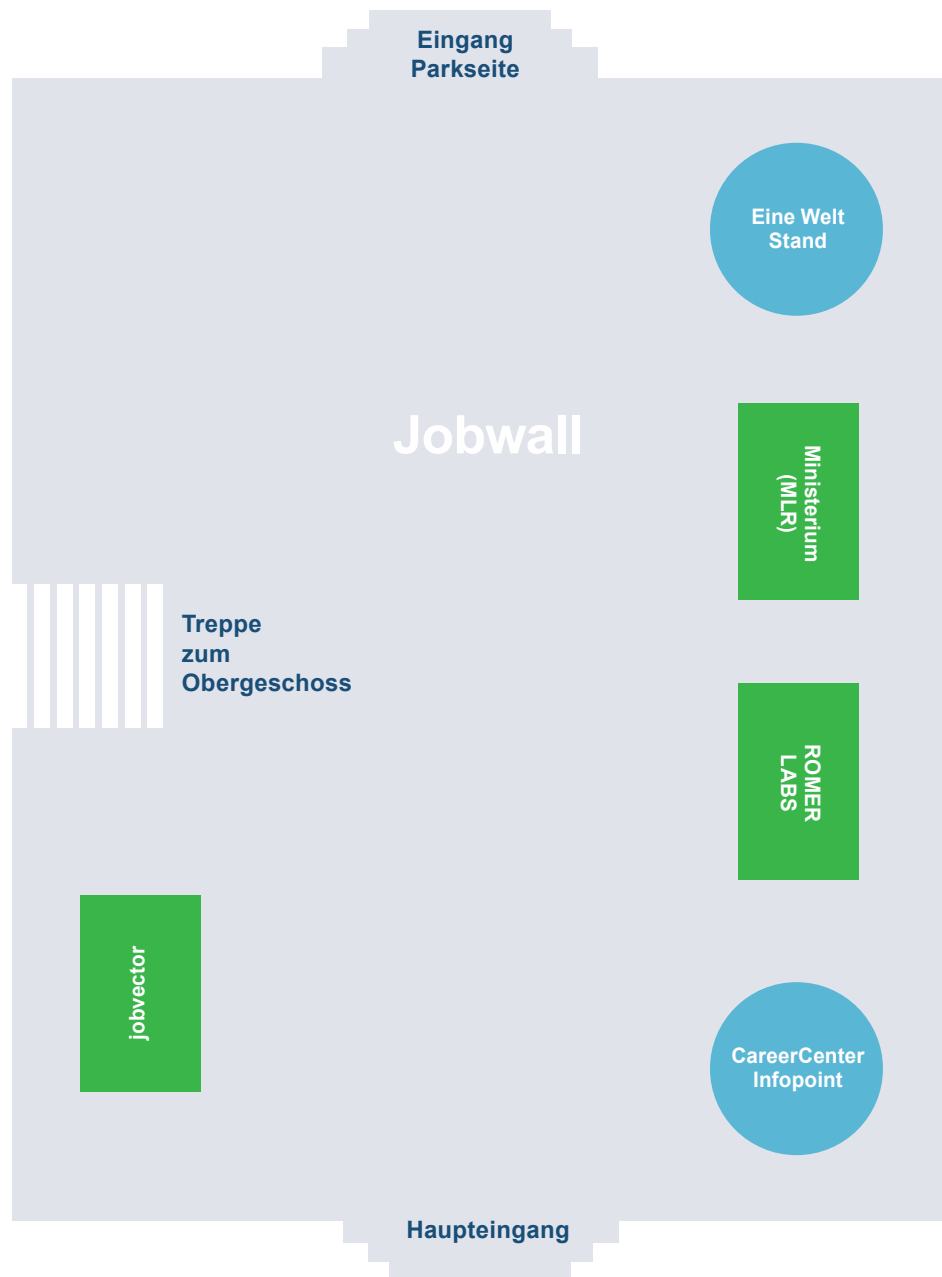 Eingang
Parkseite
Eine Welt
Stand
Jobwall
Ministerium
(MLR)
Treppe
zum
Obergeschoss
ROMER
LABS
jobvector
CareerCenter
Infopoint
Haupteingang